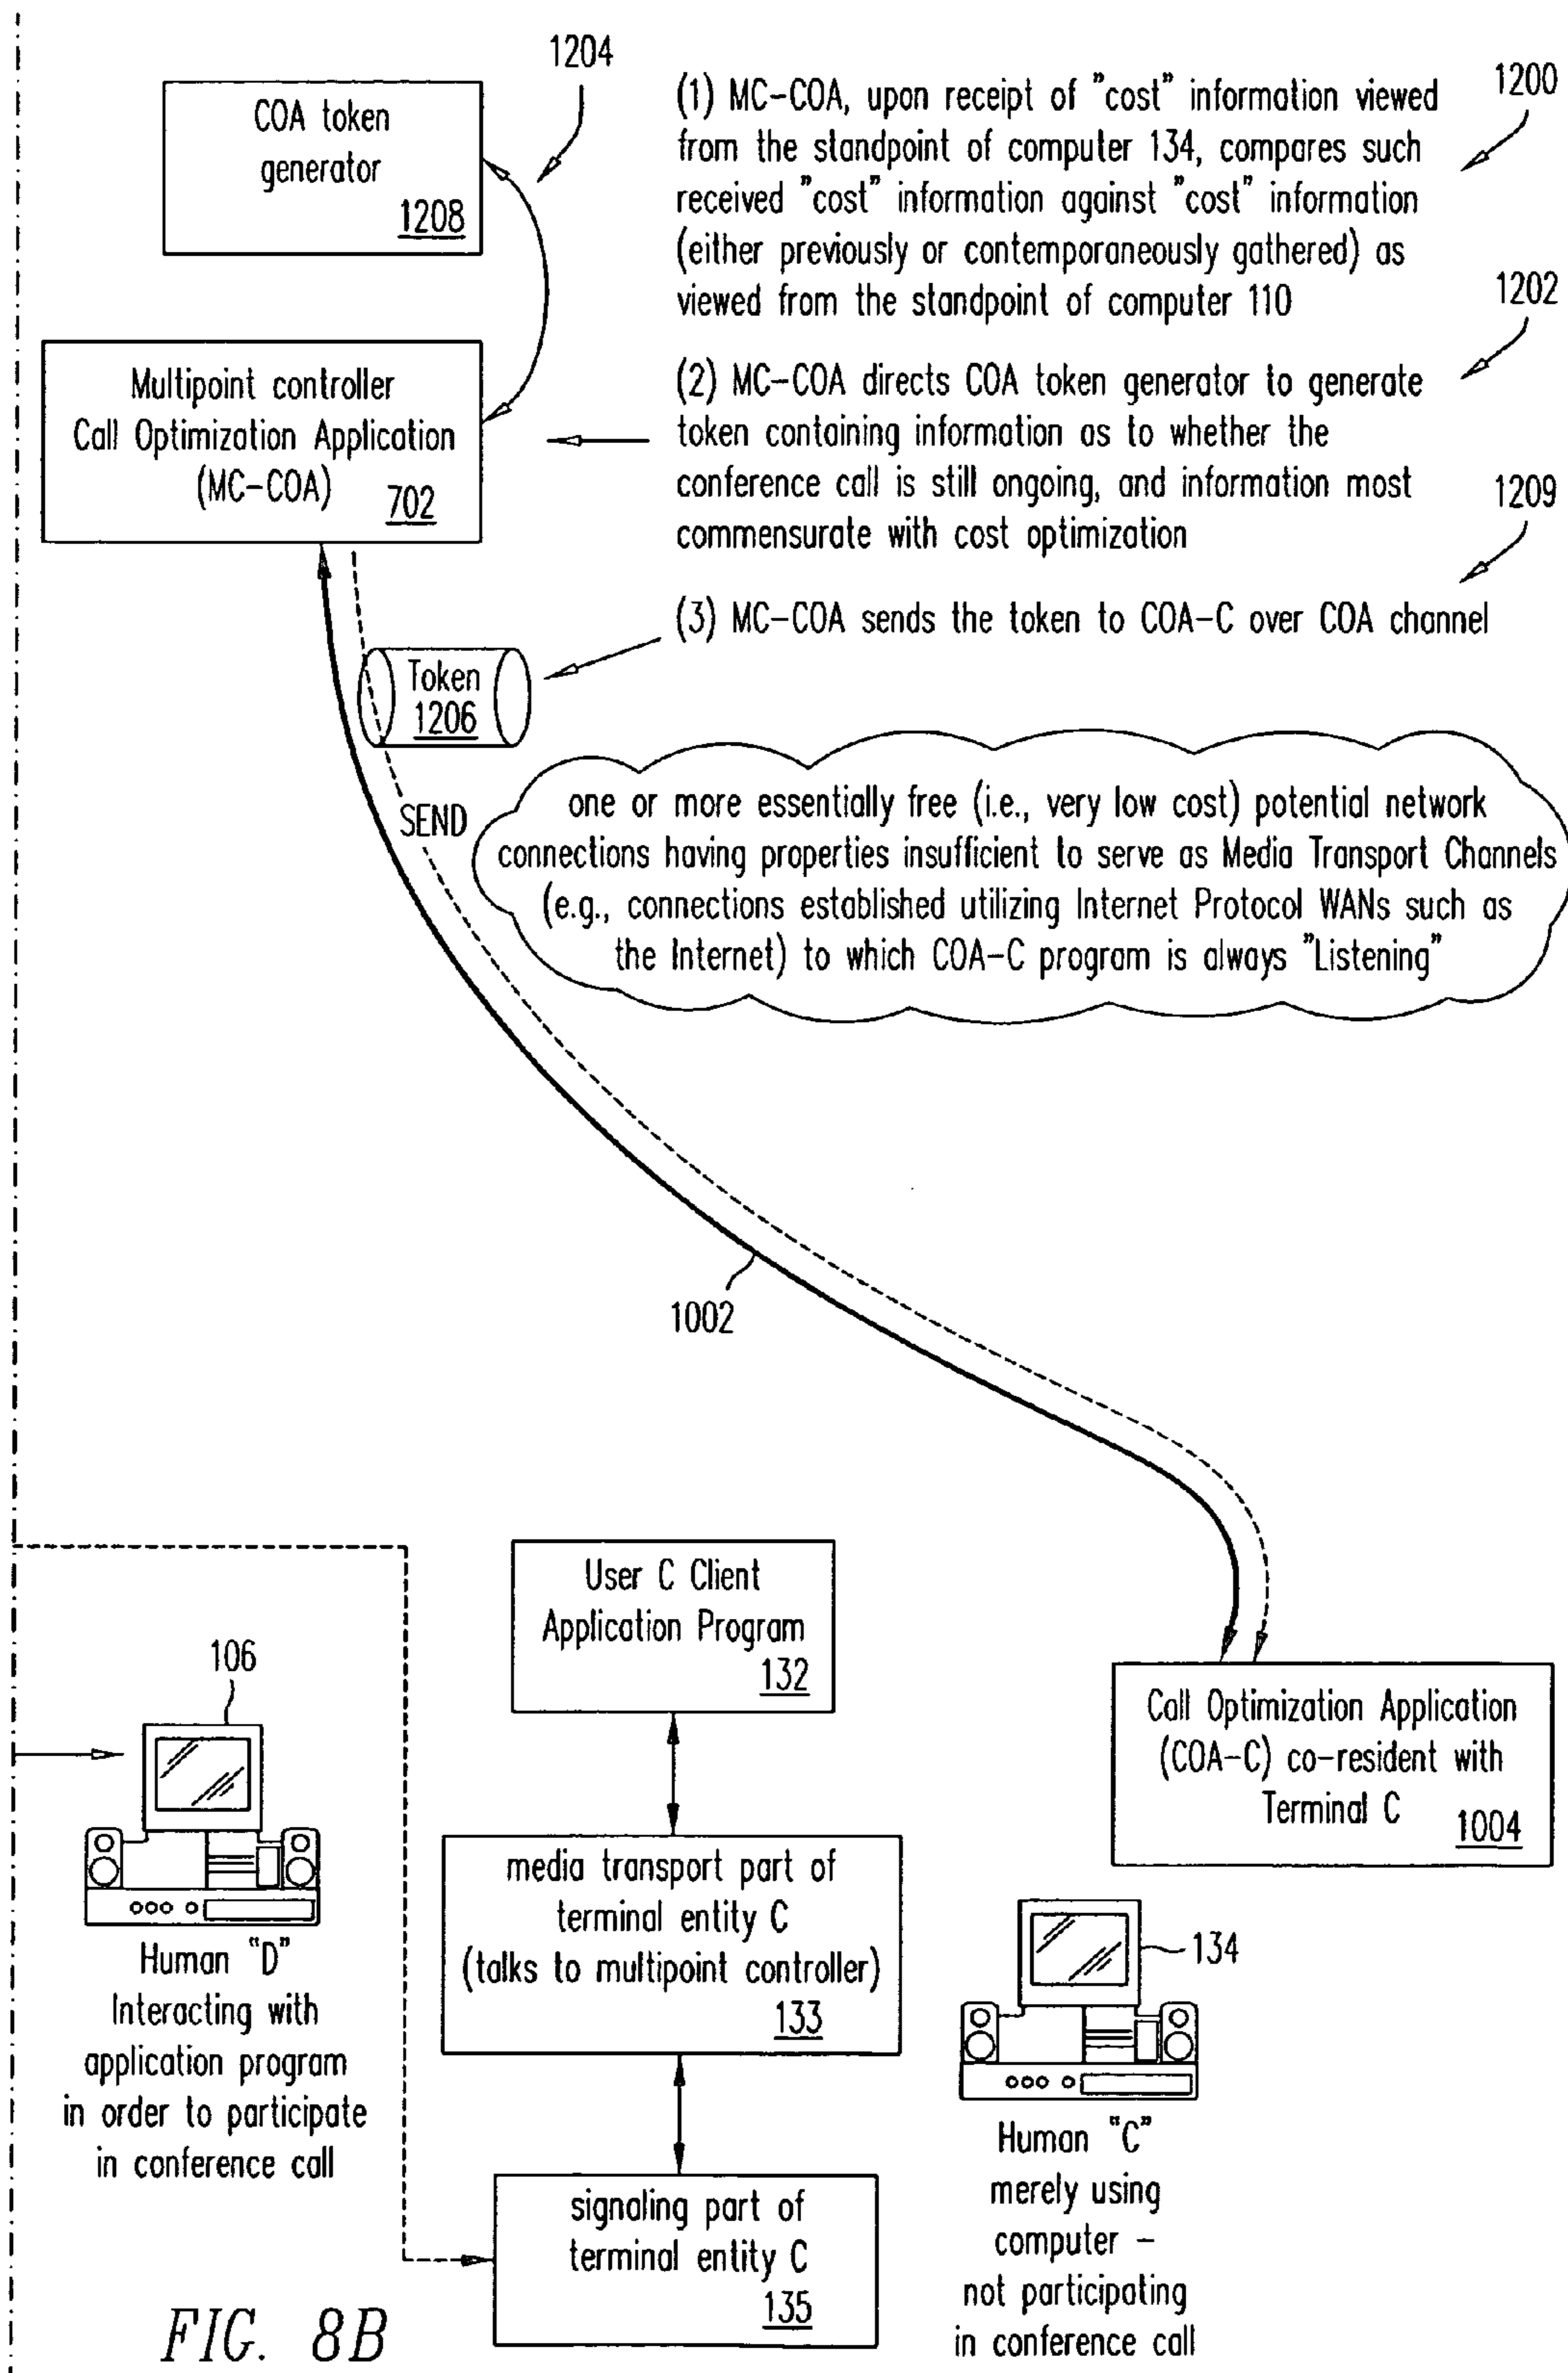 1204
COA token
generator
1208
(1) MC-COA, upon receipt of "cost" information viewed
from the standpoint of computer 134, compares such
received "cost" information against "cost" information
(either previously or contemporaneously gathered) as
viewed from the standpoint of computer 110
1200
1202
Multipoint controller
Call Optimization Application
(MC-COA)
702
(2) MC-COA directs COA token generator to generate
token containing information as to whether the
conference call is still ongoing, and information most
commensurate with cost optimization
1209
(3) MC-COA sends the token to COA-C over COA channel
Token
1206
SEND
one or more essentially free (i.e., very low cost) potential network
connections having properties insufficient to serve as Media Transport Channels
(e.g., connections established utilizing Internet Protocol WANs such as
the Internet) to which COA-C program is always "Listening"
1002
User C Client
Application Program
132
106
Call Optimization Application
(COA-C) co-resident with
Terminal C
1004
media transport part of
terminal entity C
(talks to multipoint controller)
133
Human "D"
Interacting with
application program
in order to participate
in conference call
134
Human "C"
merely using
computer -
not participating
in conference call
signaling part of
terminal entity C
135
FIG. 8B